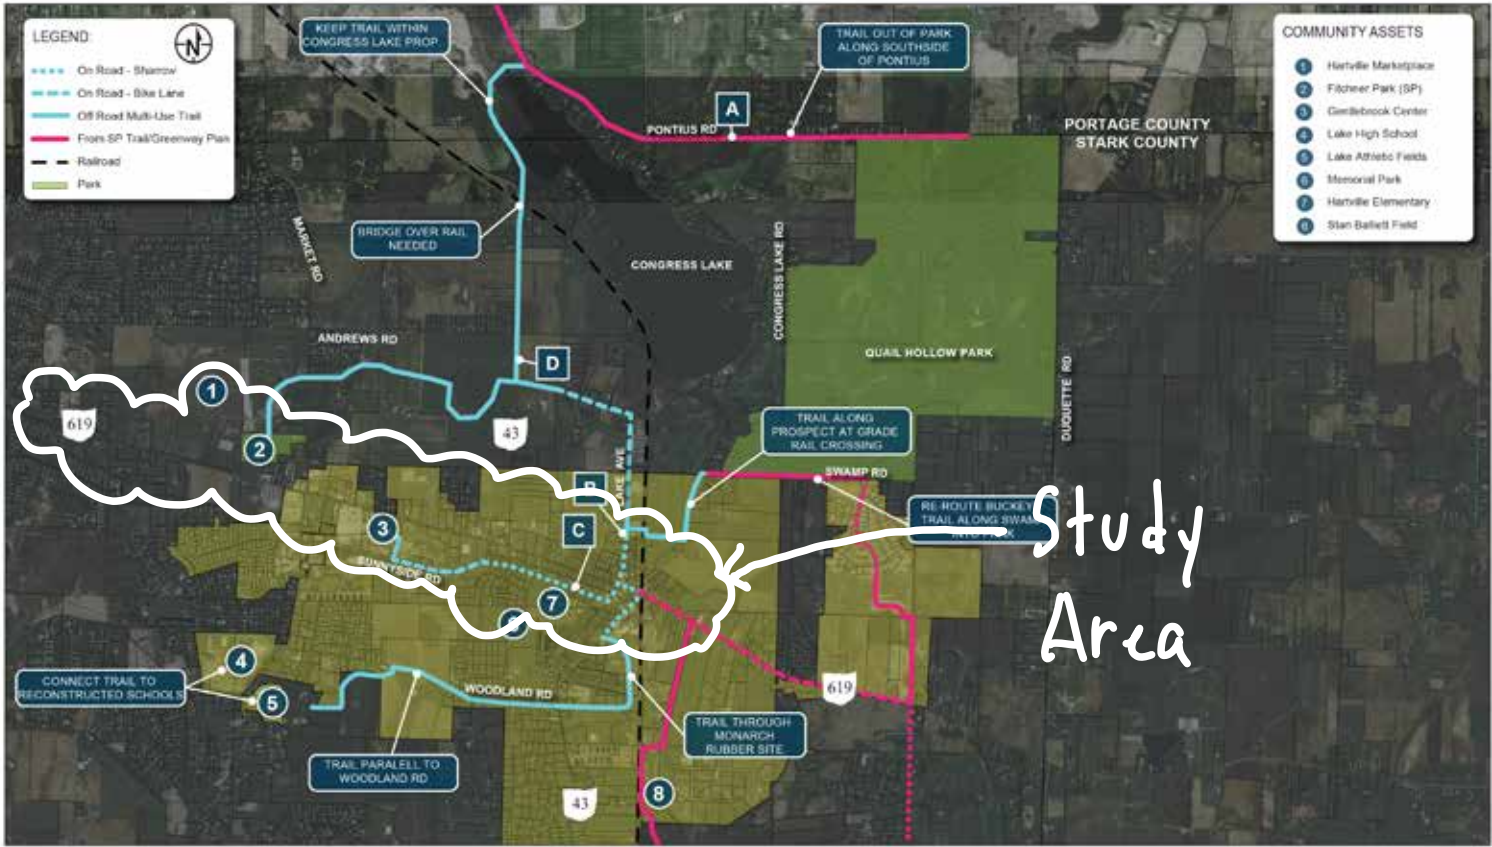 LEGEND:
N
On Road - Sharrow
On Road - Bike Lane
Off Road Multi-Use Trail
From SP Trail/Greenway Plan
Railroad
Park
KEEP TRAIL WITHIN
CONGRESS LAKE PROP
TRAIL OUT OF PARK
ALONG SOUTHSIDE
OF PONTIUS
COMMUNITY ASSETS
1 Hartville Marketplace
2 Fitchner Park (SP)
3 Gentlebrook Center
4 Lake High School
5 Lake Athletic Fields
6 Memorial Park
7 Hartville Elementary
8 Stan Ballett Field
A
PONTIUS RD
PORTAGE COUNTY
STARK COUNTY
BRIDGE OVER RAIL
NEEDED
MARKET RD
CONGRESS LAKE
CONGRESS LAKE RD
ANDREWS RD
QUAIL HOLLOW PARK
DUQUETTE RD
D
1
619
43
2
TRAIL ALONG
PROSPECT AT GRADE
RAIL CROSSING
LAKE AVE
SWAMP RD
B
RE-ROUTE BUCKEYE
TRAIL ALONG SWAMP
INTO PARK
Study
Area
3
C
SUNNYSIDE RD
7
6
4
CONNECT TRAIL TO
RECONSTRUCTED SCHOOLS
5
WOODLAND RD
619
TRAIL THROUGH
MONARCH
RUBBER SITE
TRAIL PARALELL TO
WOODLAND RD
43
8